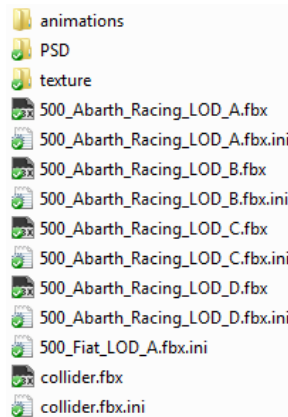 animations
PSD
texture
500_Abarth_Racing_LOD_A.fbx
500_Abarth_Racing_LOD_A.fbx.ini
500_Abarth_Racing_LOD_B.fbx
500_Abarth_Racing_LOD_B.fbx.ini
500_Abarth_Racing_LOD_C.fbx
500_Abarth_Racing_LOD_C.fbx.ini
500_Abarth_Racing_LOD_D.fbx
500_Abarth_Racing_LOD_D.fbx.ini
500_Fiat_LOD_A.fbx.ini
collider.fbx
collider.fbx.ini